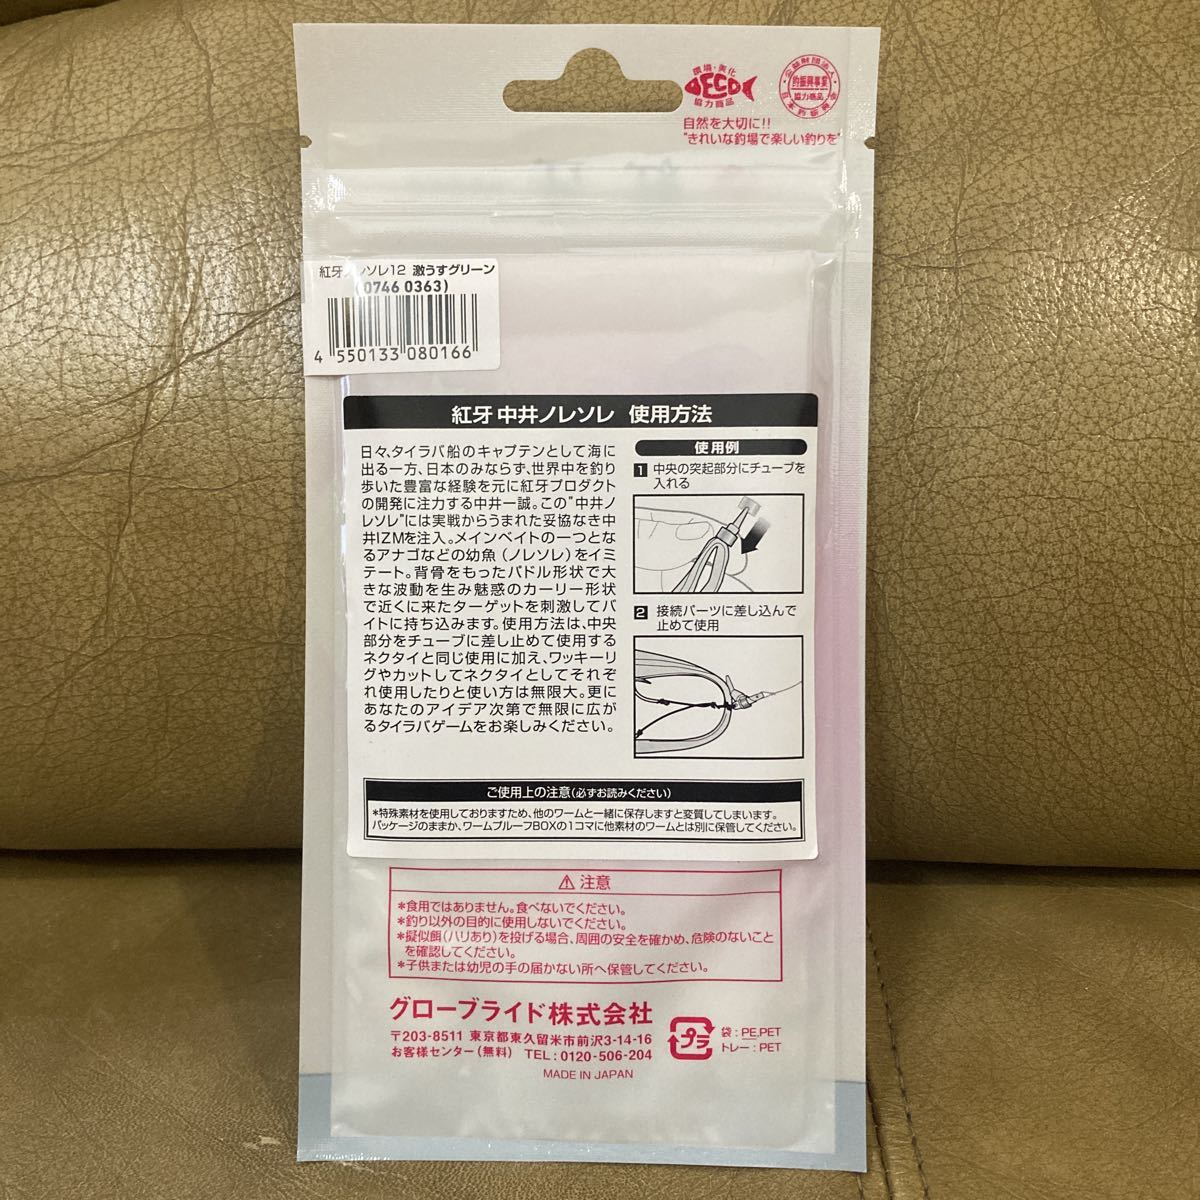 環境・美化
ECO
協力商品
公益財団法人
釣振興事業
協力商品
自然を大切に!!
"きれいな釣場で楽しい釣りを"
紅牙ノレソレ12 激うすグリーン
(0746 0363)
4 550133 080166
紅牙 中井ノレソレ 使用方法
日々、タイラバ船のキャプテンとして海に
出る一方、日本のみならず、世界中を釣り
歩いた豊富な経験を元に紅牙プロダクト
の開発に注力する中井一誠。この"中井ノ
レソレ"には実戦からうまれた妥協なき中
井IZMを注入。メインベイトの一つとな
るアナゴなどの幼魚(ノレソレ)をイミ
テート。背骨をもったパドル形状で大
きな波動を生み魅惑のカーリー形状
で近くに来たターゲットを刺激してバ
イトに持ち込みます。使用方法は、中央
部分をチューブに差し止めて使用する
ネクタイと同じ使用に加え、ワッキーリ
グやカットしてネクタイとしてそれぞ
れ使用したりと使い方は無限大。更に
あなたのアイデア次第で無限に広が
るタイラバゲームをお楽しみください。
使用例
1 中央の突起部分にチューブを
入れる
2 接続パーツに差し込んで
止めて使用
ご使用上の注意(必ずお読みください)
*特殊素材を使用しておりますため、他のワームと一緒に保存しますと変質してしまいます。
パッケージのままか、ワームプルーフBOXの1コマに他素材のワームとは別に保管してください。
⚠ 注意
*食用ではありません。食べないでください。
*釣り以外の目的に使用しないでください。
*擬似餌(ハリあり)を投げる場合、周囲の安全を確かめ、危険のないこと
を確認してください。
*子供または幼児の手の届かない所へ保管してください。
グローブライド株式会社
〒203-8511 東京都東久留米市前沢3-14-16
お客様センター(無料) TEL:0120-506-204
MADE IN JAPAN
プラ
袋:PE,PET
トレー:PET